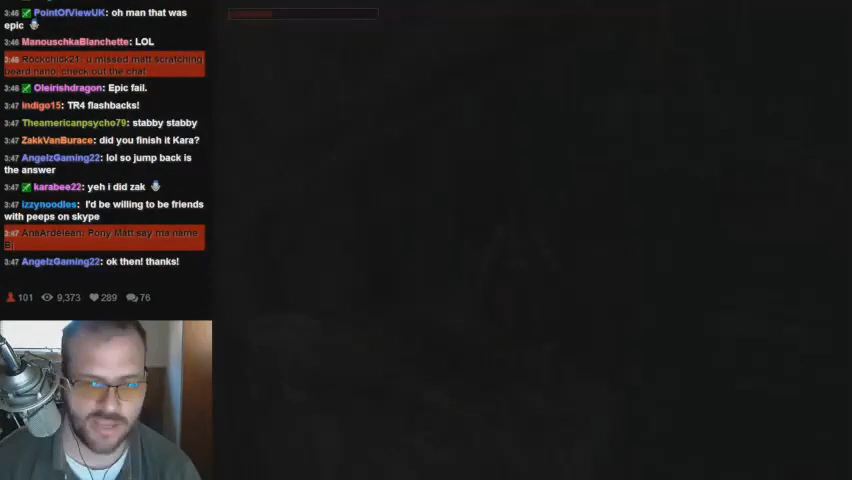 3:46 PointOfViewUK: oh man that was
epic
3:46 ManouschkaBlanchette: LOL
3:46 Rockchick21: u missed matt scratching
beard nano, check out the chat
3:46 Oleirishdragon: Epic fail.
3:47 indigo15: TR4 flashbacks!
3:47 Theamericanpsycho79: stabby stabby
3:47 ZakkVanBurace: did you finish it Kara?
3:47 AngelzGaming22: lol so jump back is
the answer
3:47 karabee22: yeh i did zak
3:47 izzynoodles: I'd be willing to be friends
with peeps on skype
3:47 AnaArdelean: Pony Matt say ma name
3:47 AngelzGaming22: ok then! thanks!
101 9,373 289 76